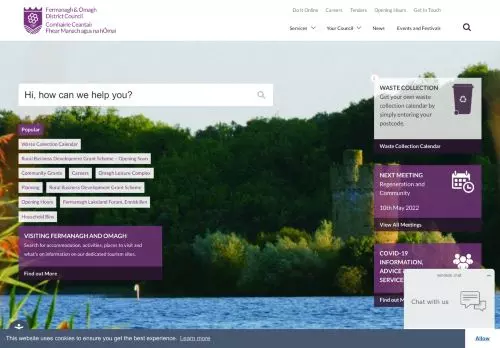 Fermanagh & Omagh
District Council
Comhairle Ceantair
Fhear Manach agus na hÓmaí
Do it Online
Careers
Tenders
Opening Hours
Get In Touch
Services
Your Council
News
Events and Festivals
Hi, how can we help you?
Popular
Waste Collection Calendar
Rural Business Development Grant Scheme – Opening Soon
Community Grants
Careers
Omagh Leisure Complex
Planning
Rural Business Development Grant Scheme
Opening Hours
Fermanagh Lakeland Forum, Enniskillen
Household Bins
VISITING FERMANAGH AND OMAGH
Search for accommodation, activities, places to visit and
what's on information on our dedicated tourism sites.
Find out More
WASTE COLLECTION
Get your own waste
collection calendar by
simply entering your
postcode.
Waste Collection Calendar
NEXT MEETING
Regeneration and
Community
10th May 2022
View All Meetings
COVID-19
INFORMATION,
ADVICE
SERVICES
Find out Mor
Chat with us
This website uses cookies to ensure you get the best experience. Learn more
Allow